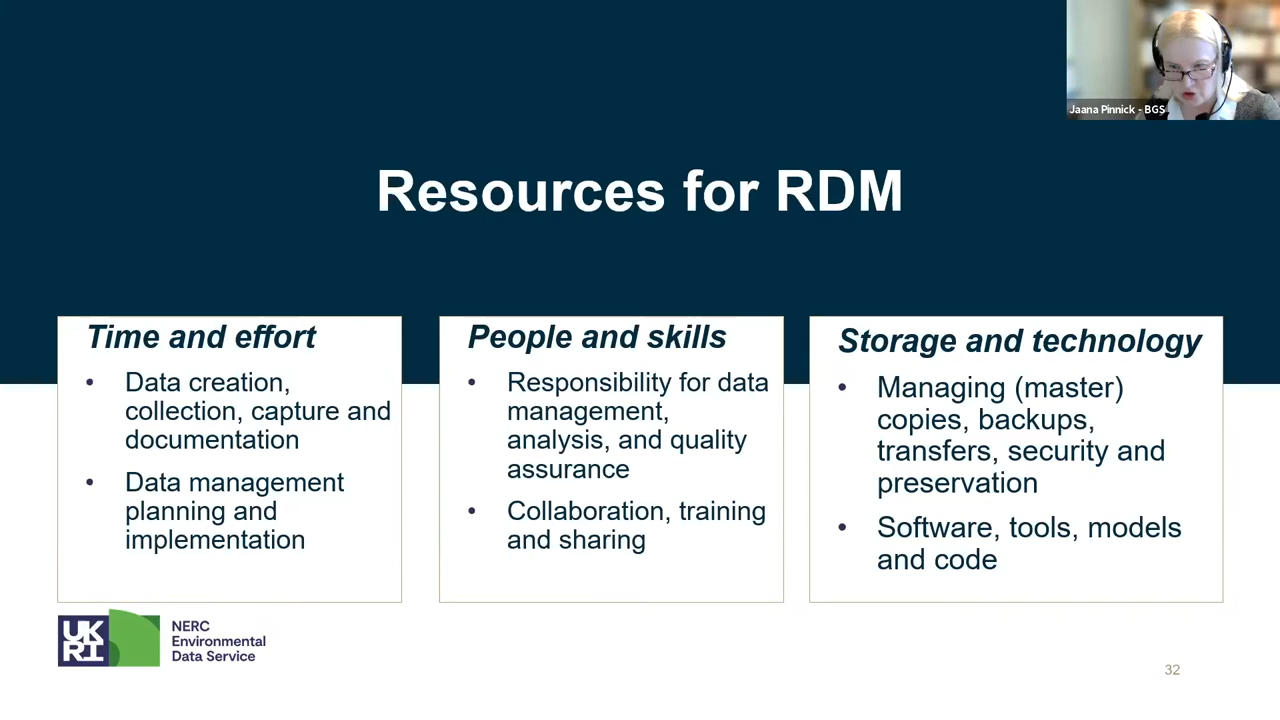 Jaana Pinnick - BGS
Resources for RDM
Time and effort
• Data creation,
collection, capture and
documentation
• Data management
planning and
implementation
People and skills
• Responsibility for data
management,
analysis, and quality
assurance
• Collaboration, training
and sharing
Storage and technology
• Managing (master)
copies, backups,
transfers, security and
preservation
• Software, tools, models
and code
UK
RI
NERC
Environmental
Data Service
32